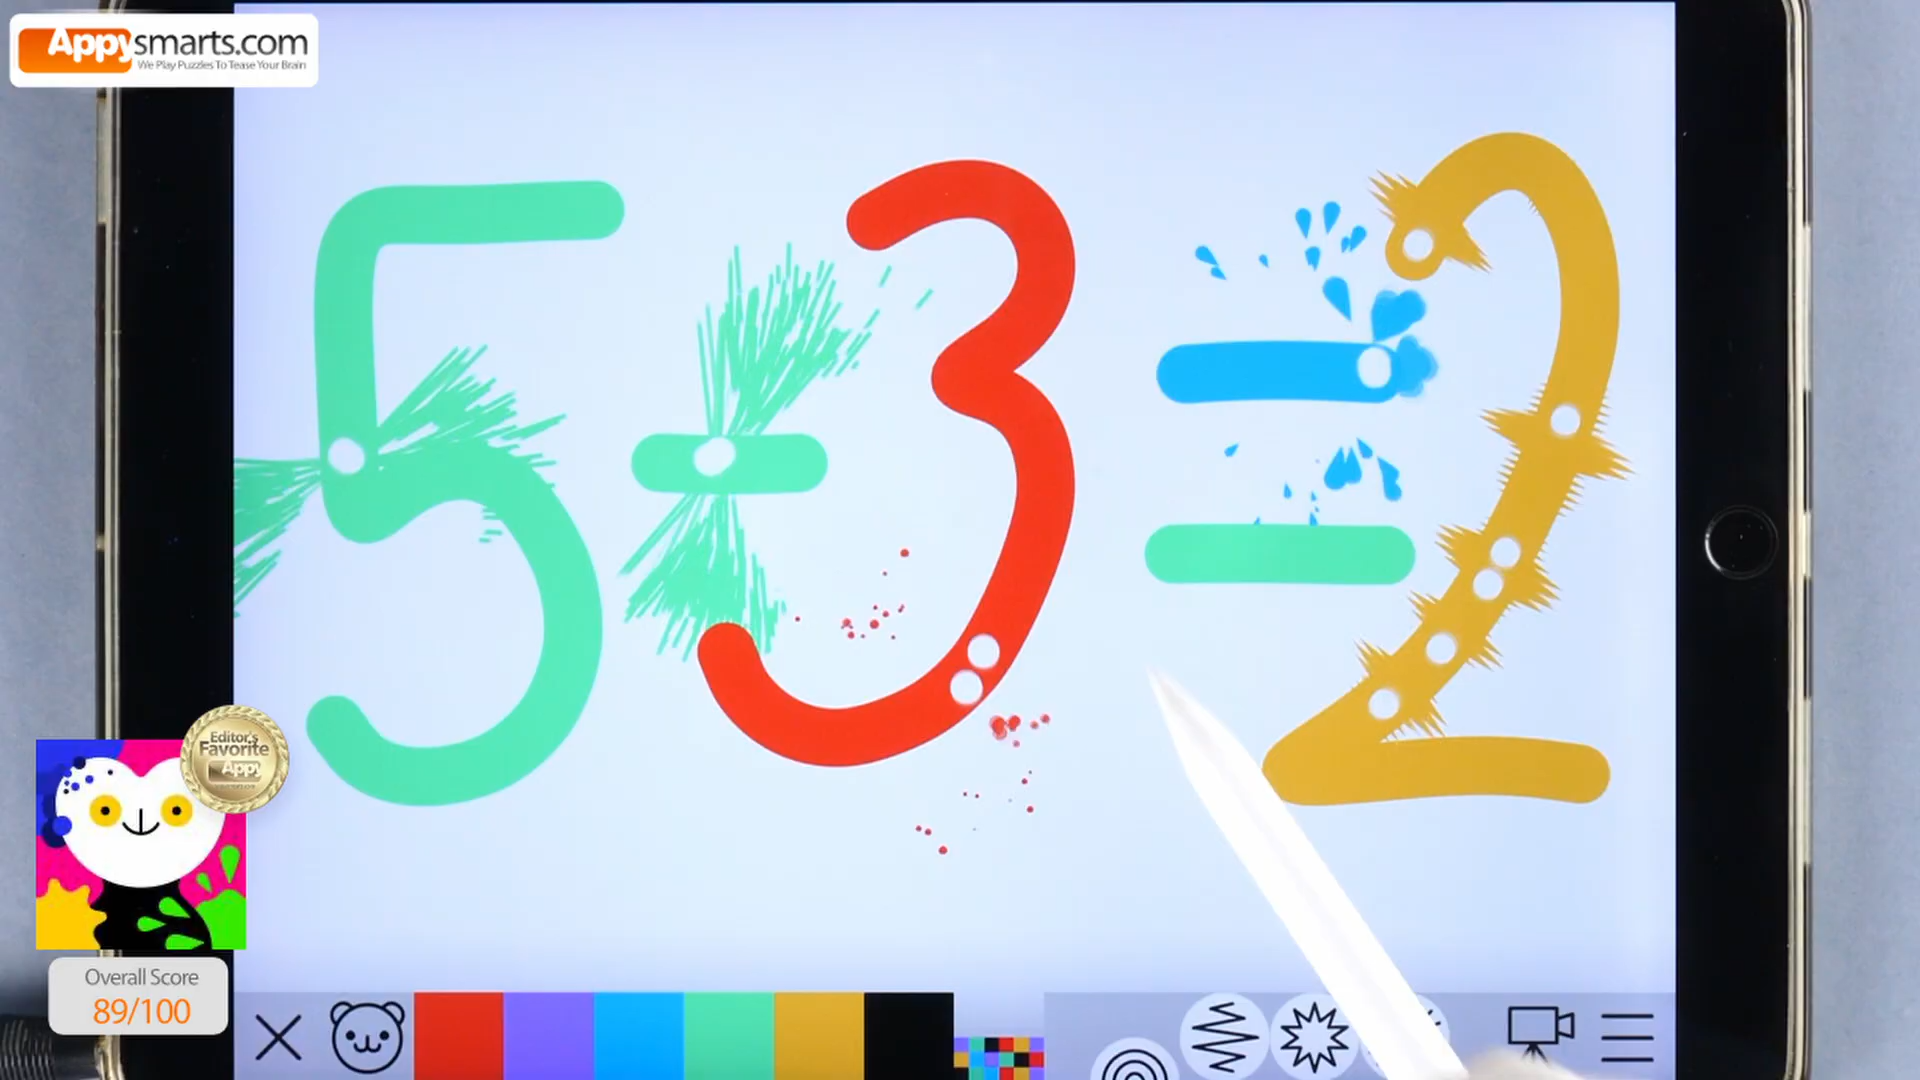 Appysmarts.com
We Play Puzzles To Tease Your Brain
5 - 3 = 2
Editor's
Favorite
Appy
Overall Score
89/100